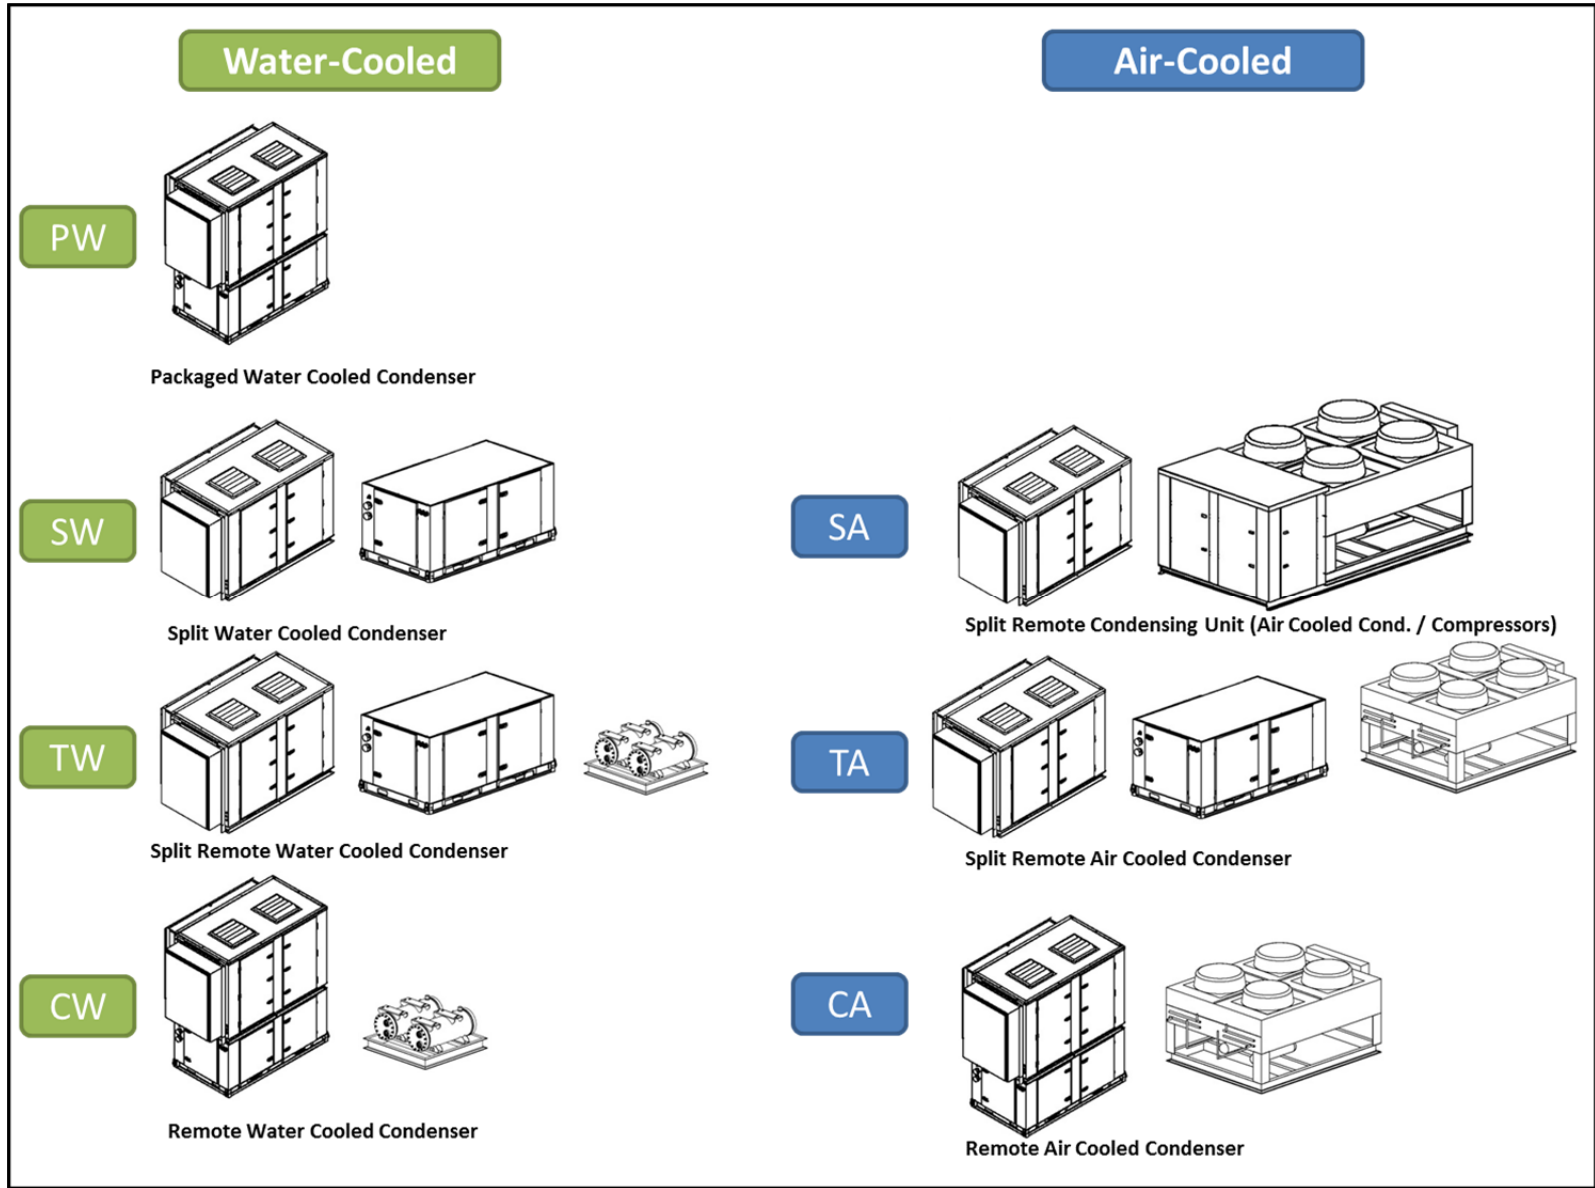 Water-Cooled
Air-Cooled
PW
Packaged Water Cooled Condenser
SW
Split Water Cooled Condenser
SA
Split Remote Condensing Unit (Air Cooled Cond. / Compressors)
TW
Split Remote Water Cooled Condenser
TA
Split Remote Air Cooled Condenser
CW
Remote Water Cooled Condenser
CA
Remote Air Cooled Condenser